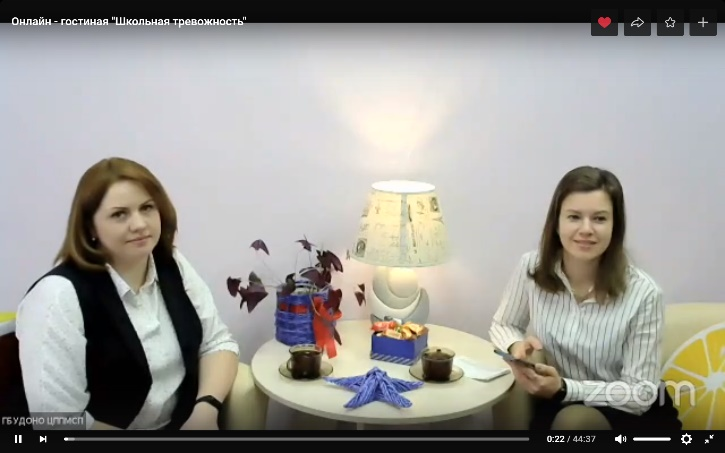 Онлайн - гостиная "Школьная тревожность"
zoom
ГБУДОНО ЦППМСП
0:22 / 44:37